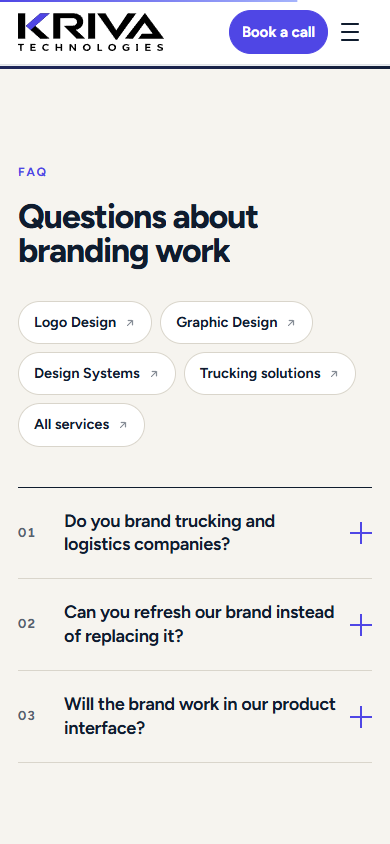 KRIVA
TECHNOLOGIES
Book a call
FAQ
Questions about
branding work
Logo Design ↗
Graphic Design ↗
Design Systems ↗
Trucking solutions ↗
All services ↗
01
Do you brand trucking and
logistics companies?
02
Can you refresh our brand instead
of replacing it?
03
Will the brand work in our product
interface?